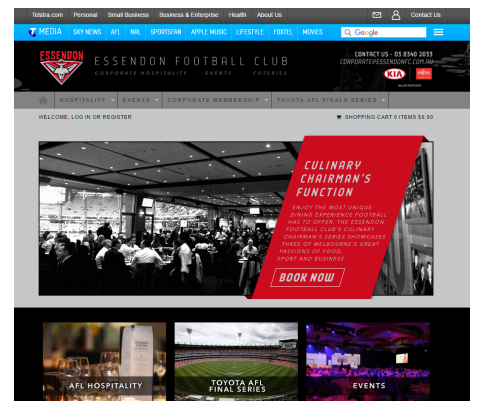 Telstra.com Personal Small Business Business & Enterprise Health About Us Contact Us
T MEDIA SKY NEWS AFL NRL SPORTSFAN APPLE MUSIC LIFESTYLE FOXTEL MOVIES Google
ESSENDON
ESSENDON FOOTBALL CLUB
CORPORATE HOSPITALITY EVENTS COTERIES
CONTACT US - 03 8340 2033
CORPORATE@ESSENDONFC.COM.AU
KIA
HOSPITALITY EVENTS CORPORATE MEMBERSHIP TOYOTA AFL FINALS SERIES
WELCOME, LOG IN OR REGISTER SHOPPING CART 0 ITEMS $0.00
CULINARY
CHAIRMAN'S
FUNCTION
ENJOY THE MOST UNIQUE
DINING EXPERIENCE FOOTBALL
HAS TO OFFER. THE ESSENDON
FOOTBALL CLUB'S CULINARY
CHAIRMAN'S SERIES SHOWCASES
THREE OF MELBOURNE'S GREAT
PASSIONS OF FOOD,
SPORT AND BUSINESS.
BOOK NOW
AFL HOSPITALITY
TOYOTA AFL
FINAL SERIES
EVENTS